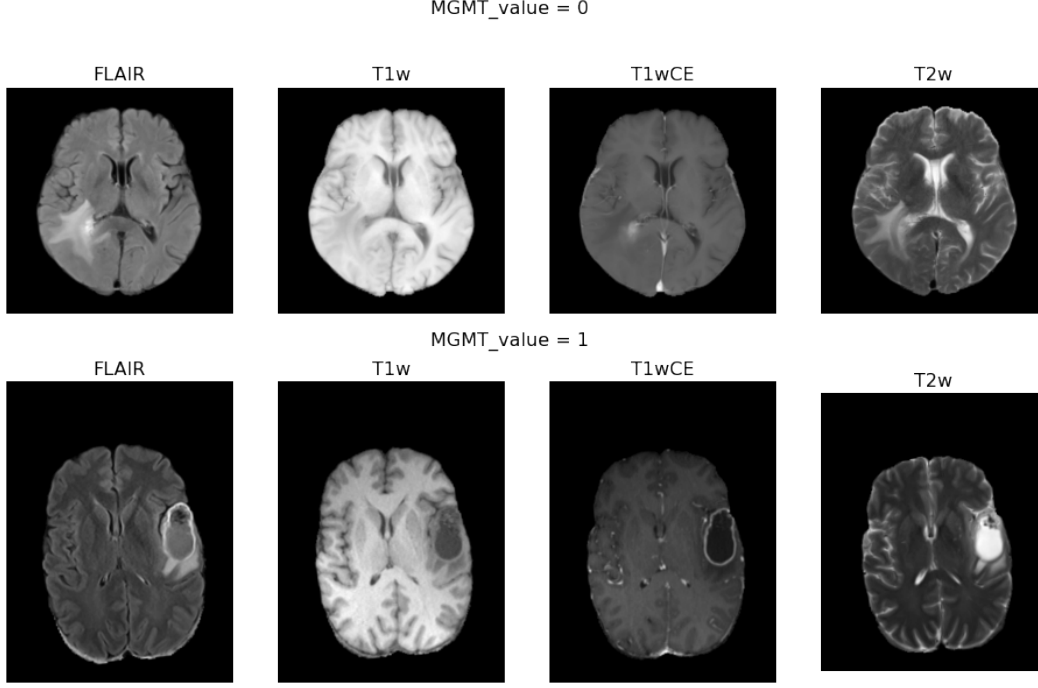 MGMT_value = 0
FLAIR T1w T1wCE T2w
MGMT_value = 1
FLAIR T1w T1wCE T2w